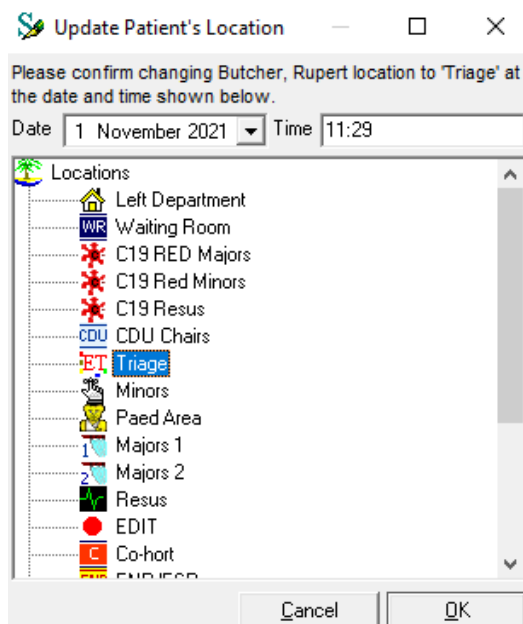 Update Patient's Location
Please confirm changing Butcher, Rupert location to 'Triage' at
the date and time shown below.
Date 1 November 2021 Time 11:29
Locations
Left Department
WR Waiting Room
C19 RED Majors
C19 Red Minors
C19 Resus
CDU CDU Chairs
ET Triage
Minors
Paed Area
1 Majors 1
2 Majors 2
Resus
EDIT
C Co-hort
Cancel OK